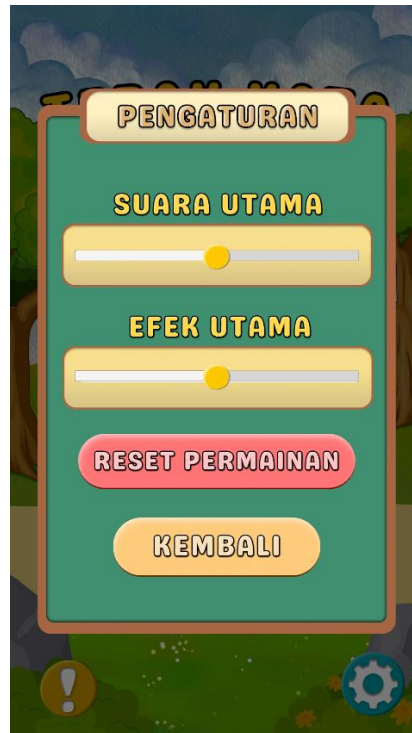 PENGATURAN
SUARA UTAMA
EFEK UTAMA
RESET PERMAINAN
KEMBALI
!